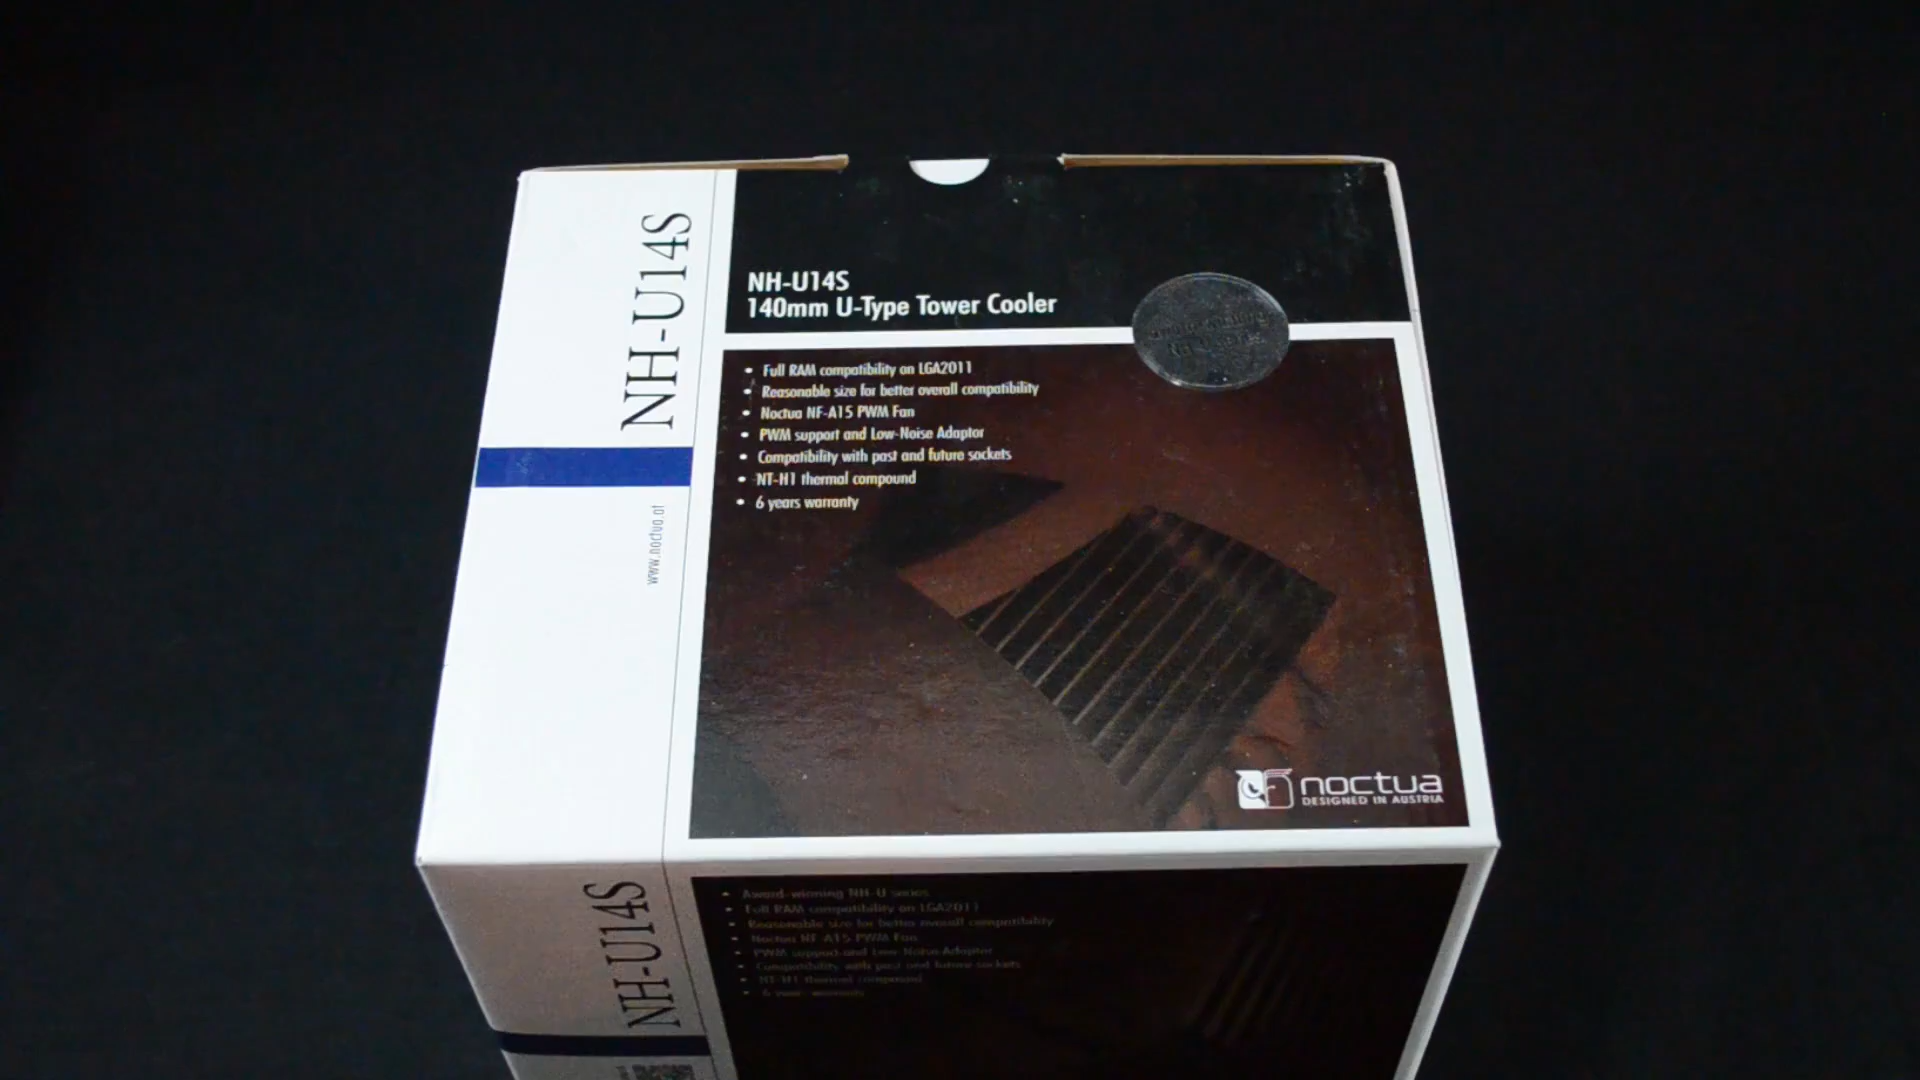 NH-U14S
www.noctua.at
NH-U14S
140mm U-Type Tower Cooler
• Full RAM compatibility on LGA2011
• Reasonable size for better overall compatibility
• Noctua NF-A15 PWM Fan
• PWM support and Low-Noise Adaptor
• Compatibility with past and future sockets
• NT-H1 thermal compound
• 6 years warranty
noctua
DESIGNED IN AUSTRIA
NH-U14S
• Award-winning NH-U series
• Full RAM compatibility on LGA2011
• Reasonable size for better overall compatibility
• Noctua NF-A15 PWM Fan
• PWM support and Low-Noise Adaptor
• Compatibility with past and future sockets
• NT-H1 thermal compound
• 6 years warranty